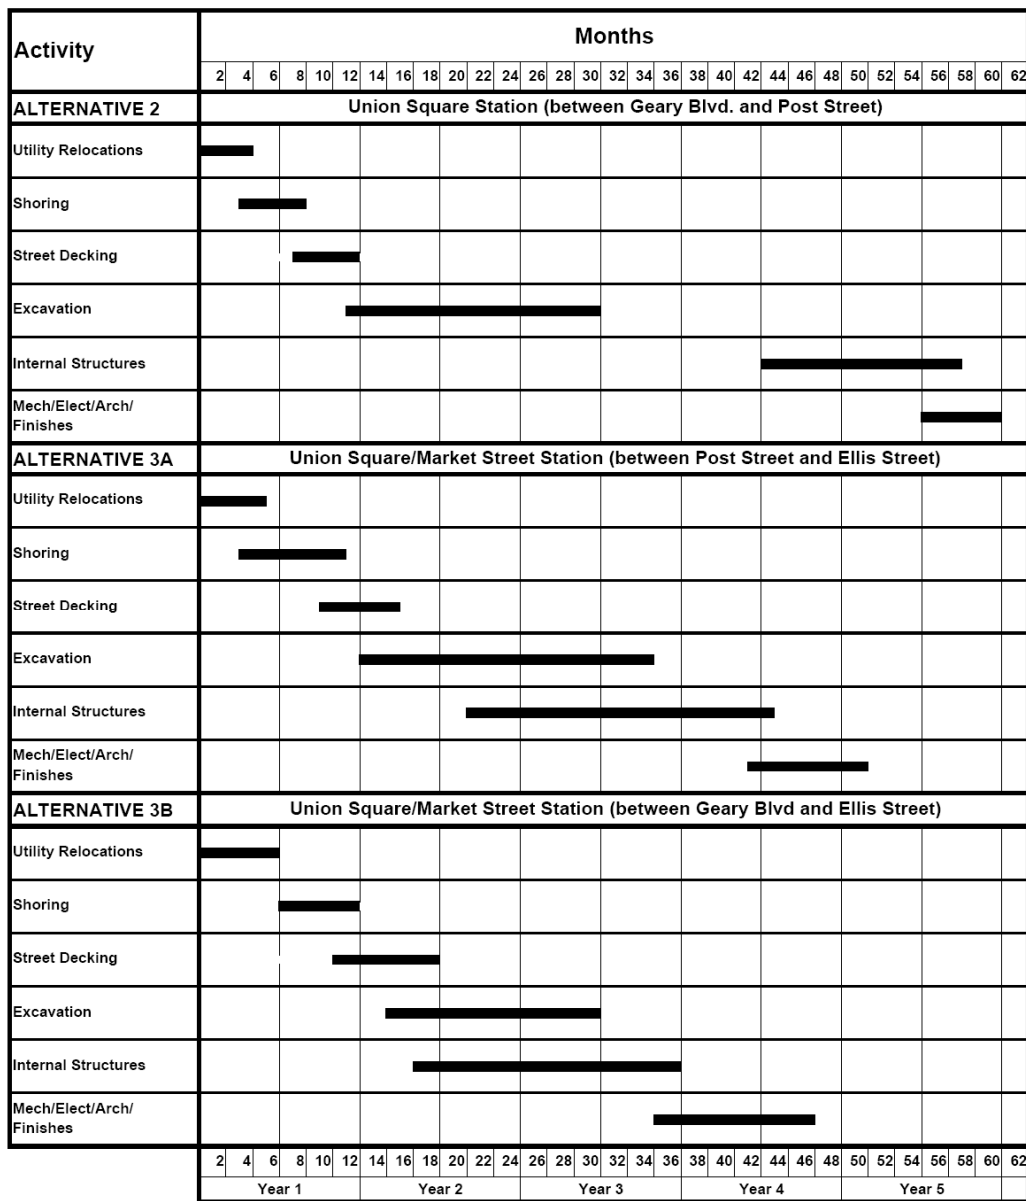 Activity
Months
2 4 6 8 10 12 14 16 18 20 22 24 26 28 30 32 34 36 38 40 42 44 46 48 50 52 54 56 58 60 62
ALTERNATIVE 2
Union Square Station (between Geary Blvd. and Post Street)
Utility Relocations
Shoring
Street Decking
Excavation
Internal Structures
Mech/Elect/Arch/
Finishes
ALTERNATIVE 3A
Union Square/Market Street Station (between Post Street and Ellis Street)
Utility Relocations
Shoring
Street Decking
Excavation
Internal Structures
Mech/Elect/Arch/
Finishes
ALTERNATIVE 3B
Union Square/Market Street Station (between Geary Blvd and Ellis Street)
Utility Relocations
Shoring
Street Decking
Excavation
Internal Structures
Mech/Elect/Arch/
Finishes
2 4 6 8 10 12 14 16 18 20 22 24 26 28 30 32 34 36 38 40 42 44 46 48 50 52 54 56 58 60 62
Year 1 Year 2 Year 3 Year 4 Year 5